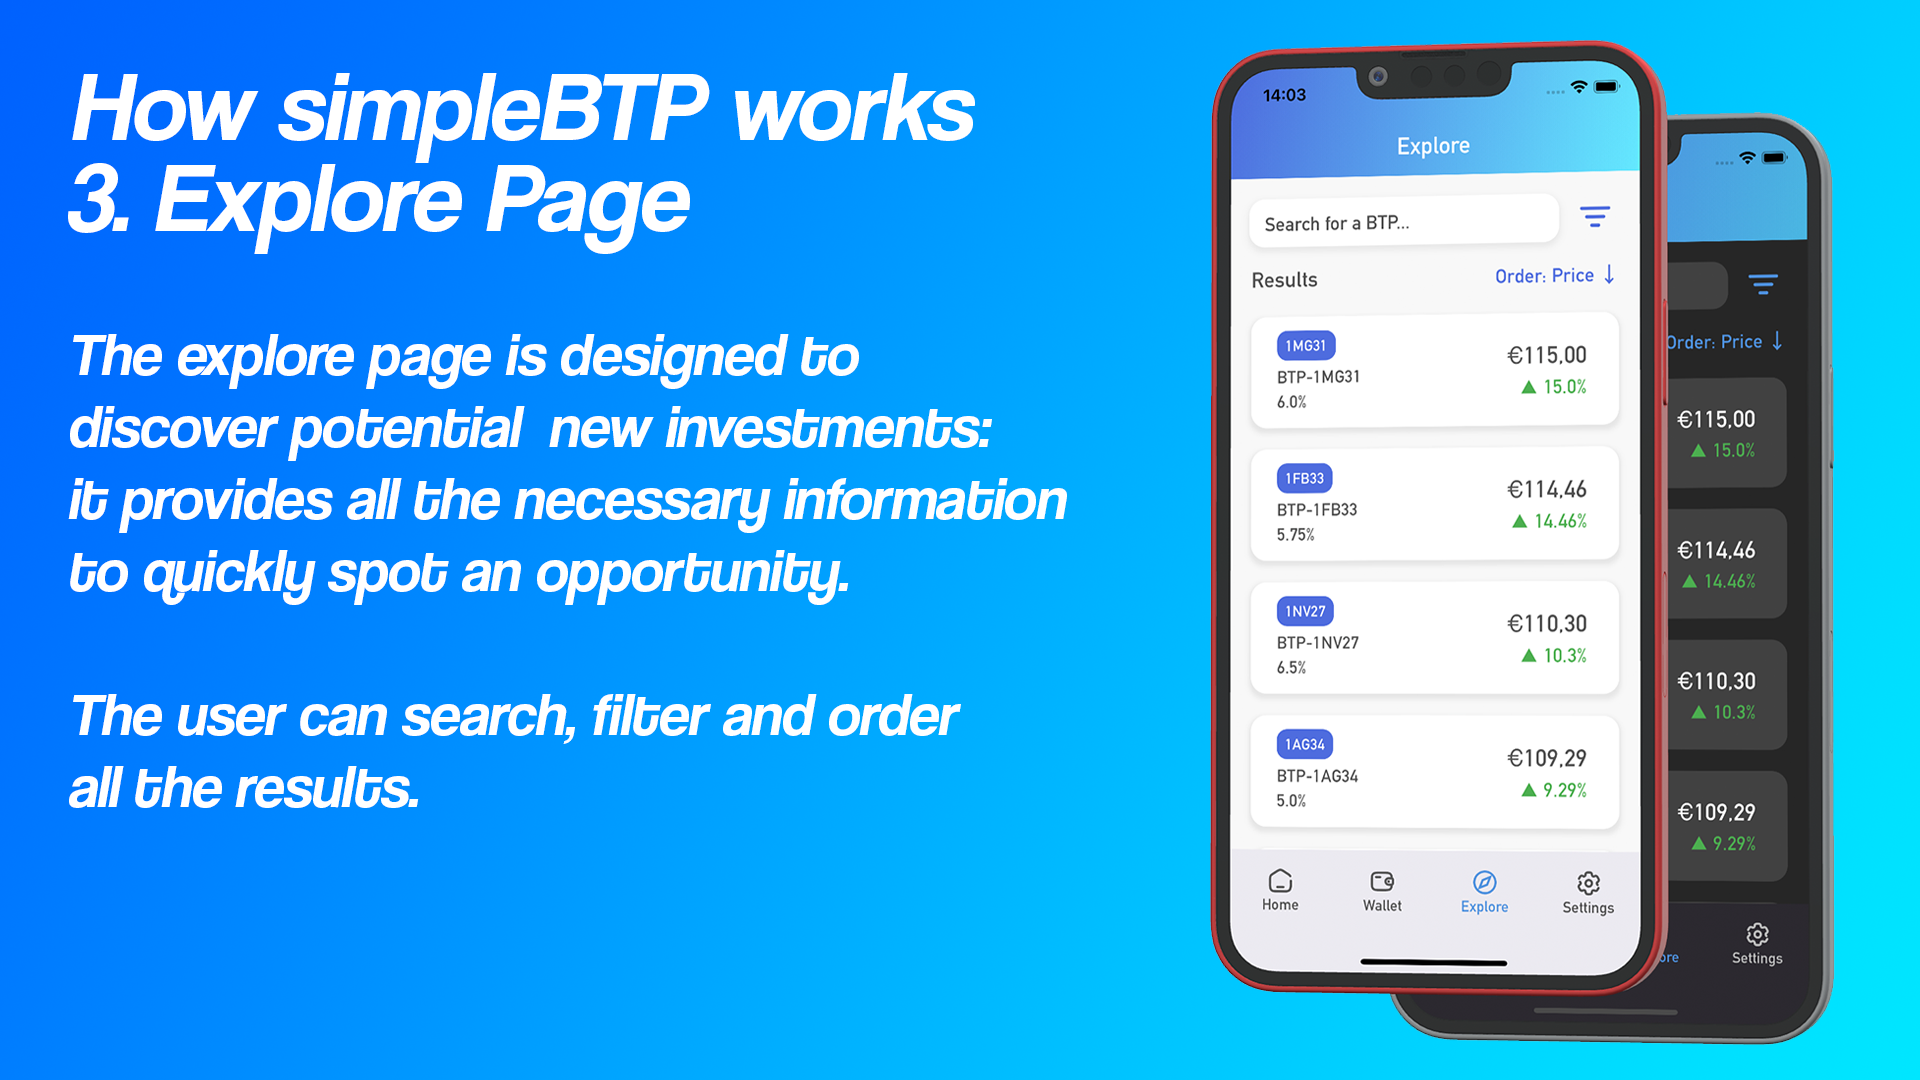 How simpleBTP works
3. Explore Page
The explore page is designed to
discover potential  new investments:
it provides all the necessary information
to quickly spot an opportunity.
The user can search, filter and order
all the results.
14:03
Explore
Search for a BTP...
Results
Order: Price ↓
1MG31
BTP-1MG31
6.0%
€115,00
▲ 15.0%
1FB33
BTP-1FB33
5.75%
€114,46
▲ 14.46%
1NV27
BTP-1NV27
6.5%
€110,30
▲ 10.3%
1AG34
BTP-1AG34
5.0%
€109,29
▲ 9.29%
Home
Wallet
Explore
Settings
Order: Price ↓
€115,00
▲ 15.0%
€114,46
▲ 14.46%
€110,30
▲ 10.3%
€109,29
▲ 9.29%
ore
Settings